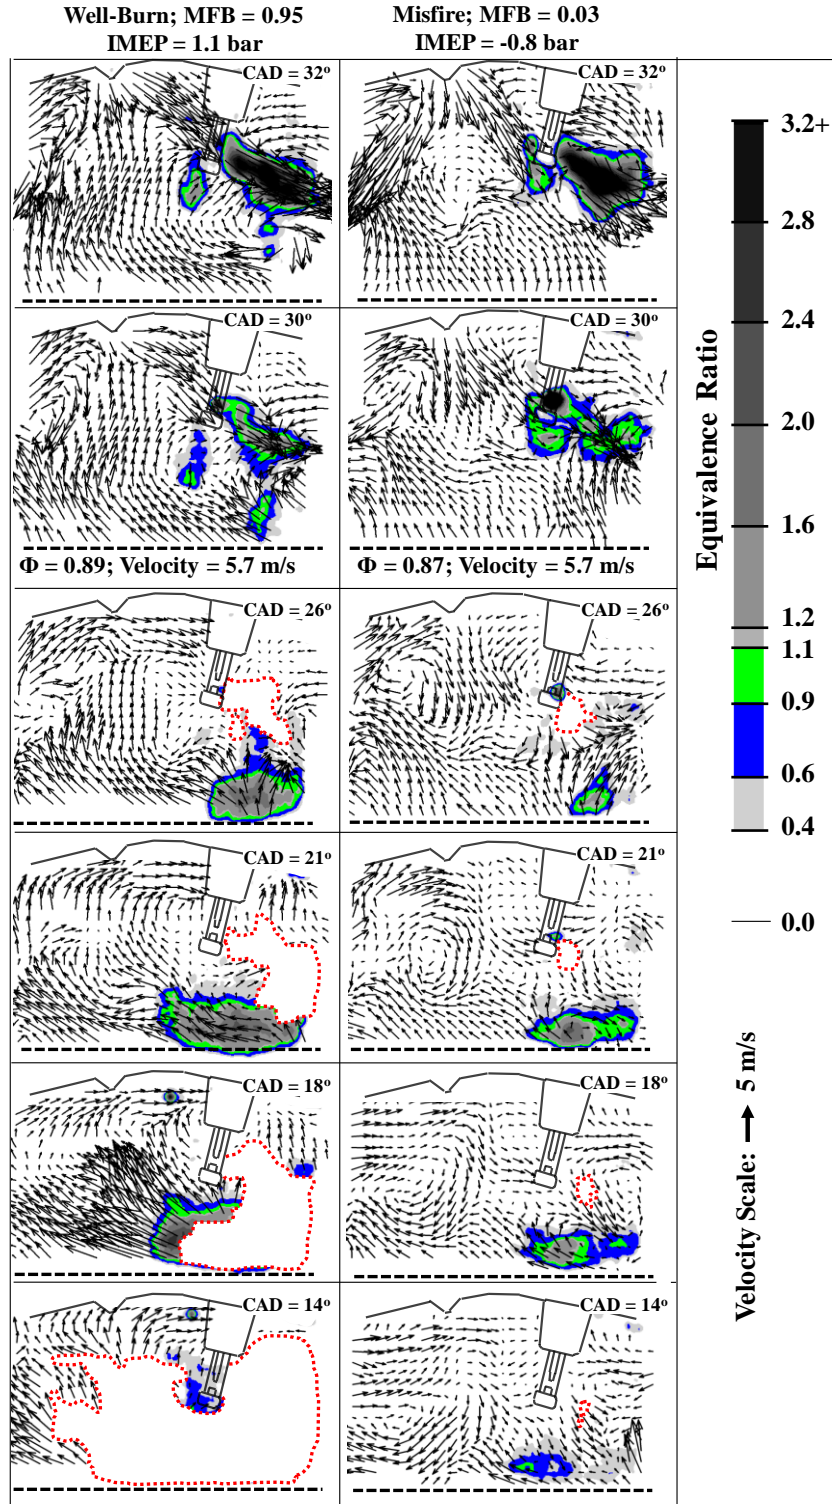 Well-Burn; MFB = 0.95
IMEP = 1.1 bar
Misfire; MFB = 0.03
IMEP = -0.8 bar
CAD = 32°
CAD = 32°
CAD = 30°
CAD = 30°
Φ = 0.89; Velocity = 5.7 m/s
Φ = 0.87; Velocity = 5.7 m/s
CAD = 26°
CAD = 26°
CAD = 21°
CAD = 21°
CAD = 18°
CAD = 18°
CAD = 14°
CAD = 14°
Equivalence Ratio
3.2+
2.8
2.4
2.0
1.6
1.2
1.1
0.9
0.6
0.4
0.0
Velocity Scale: 5 m/s